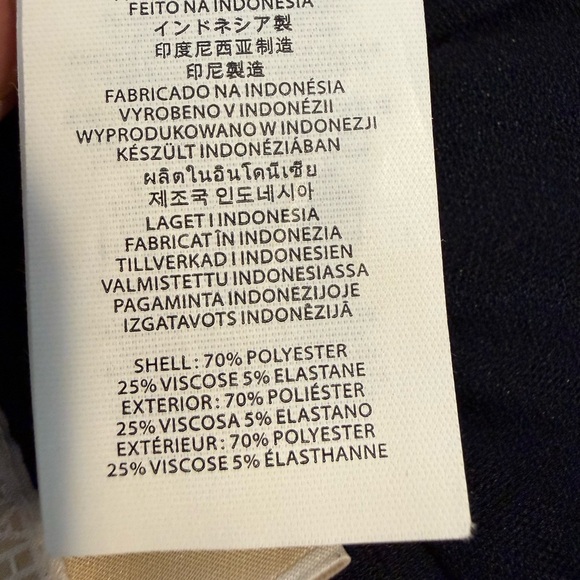 FEITO NA INDONESIA
インドネシア製
印度尼西亚制造
印尼製造
FABRICADO NA INDONÉSIA
VYROBENO V INDONÉZII
WYPRODUKOWANO W INDONEZJI
KÉSZÜLT INDONÉZIÁBAN
ผลิตในอินโดนีเซีย
제조국 인도네시아
LAGET I INDONESIA
FABRICAT ÎN INDONEZIA
TILLVERKAD I INDONESIEN
VALMISTETTU INDONESIASSA
PAGAMINTA INDONEZIJOJE
IZGATAVOTS INDONĒZIJĀ
SHELL : 70% POLYESTER
25% VISCOSE 5% ELASTANE
EXTERIOR : 70% POLIÉSTER
25% VISCOSA 5% ELASTANO
EXTÉRIEUR : 70% POLYESTER
25% VISCOSE 5% ÉLASTHANNE